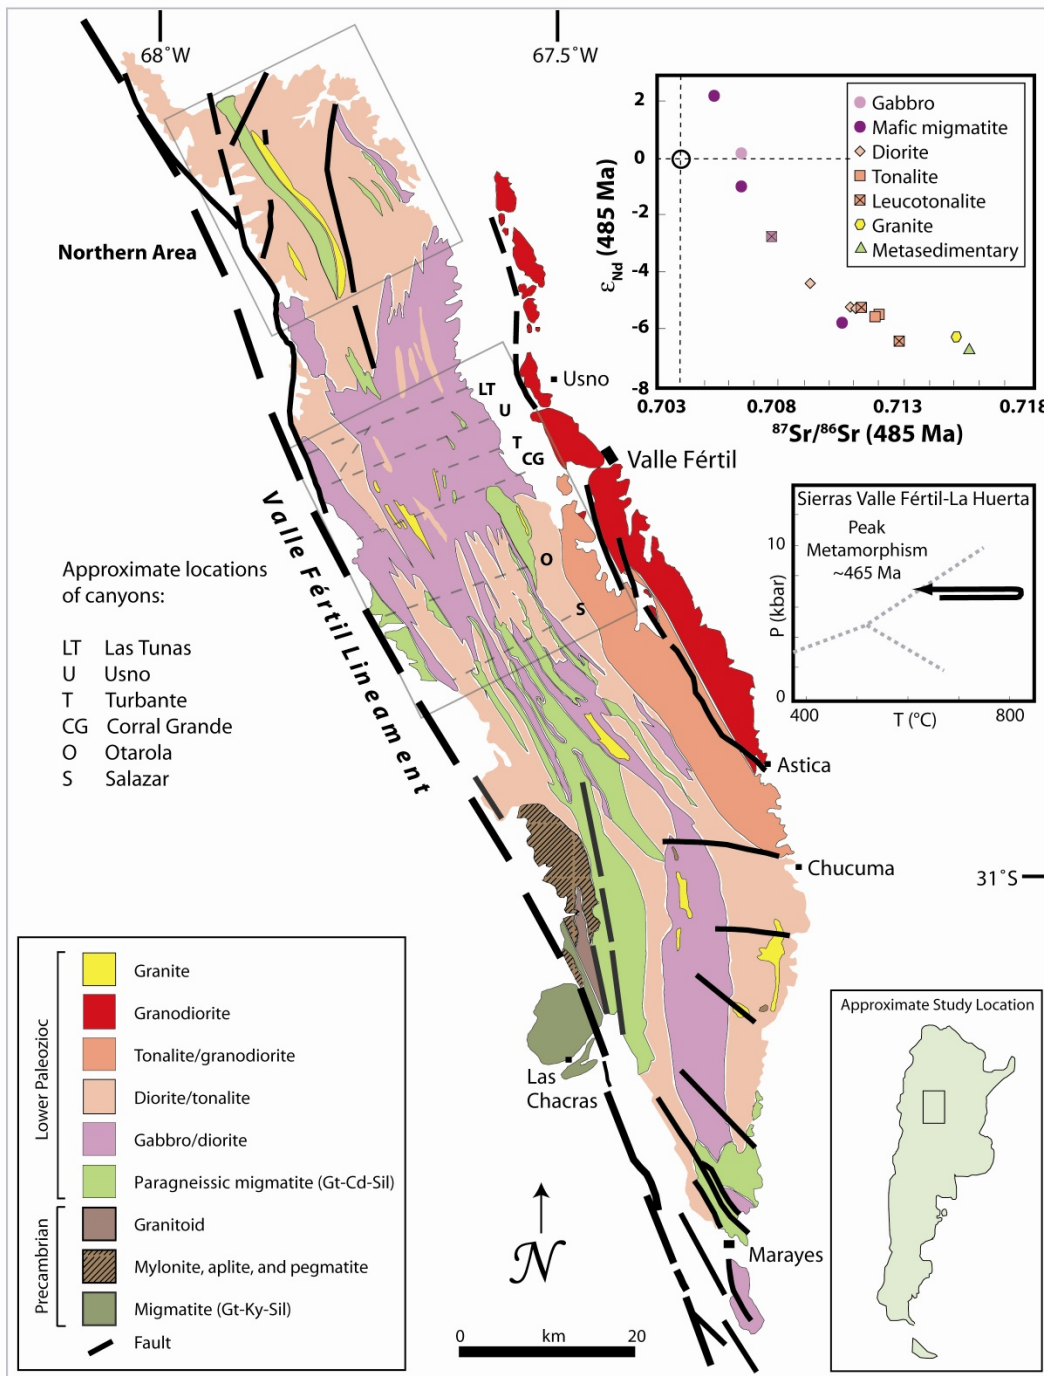 68˚W
67.5˚W
2
0
-2
-4
-6
-8
εNd (485 Ma)
0.703
0.708
0.713
0.718
87Sr/86Sr (485 Ma)
Gabbro
Mafic migmatite
Diorite
Tonalite
Leucotonalite
Granite
Metasedimentary
Northern Area
LT
U
T
CG
O
S
Usno
Valle Fértil
Valle Fértil Lineament
Approximate locations
of canyons:
LT Las Tunas
U Usno
T Turbante
CG Corral Grande
O Otarola
S Salazar
Sierras Valle Fértil-La Huerta
Peak
Metamorphism
~465 Ma
10
0
P (kbar)
400
800
T (°C)
Astica
Chucuma
31˚S
Las
Chacras
Marayes
N
0
km
20
Lower Paleozioc
Granite
Granodiorite
Tonalite/granodiorite
Diorite/tonalite
Gabbro/diorite
Paragneissic migmatite (Gt-Cd-Sil)
Precambrian
Granitoid
Mylonite, aplite, and pegmatite
Migmatite (Gt-Ky-Sil)
Fault
Approximate Study Location